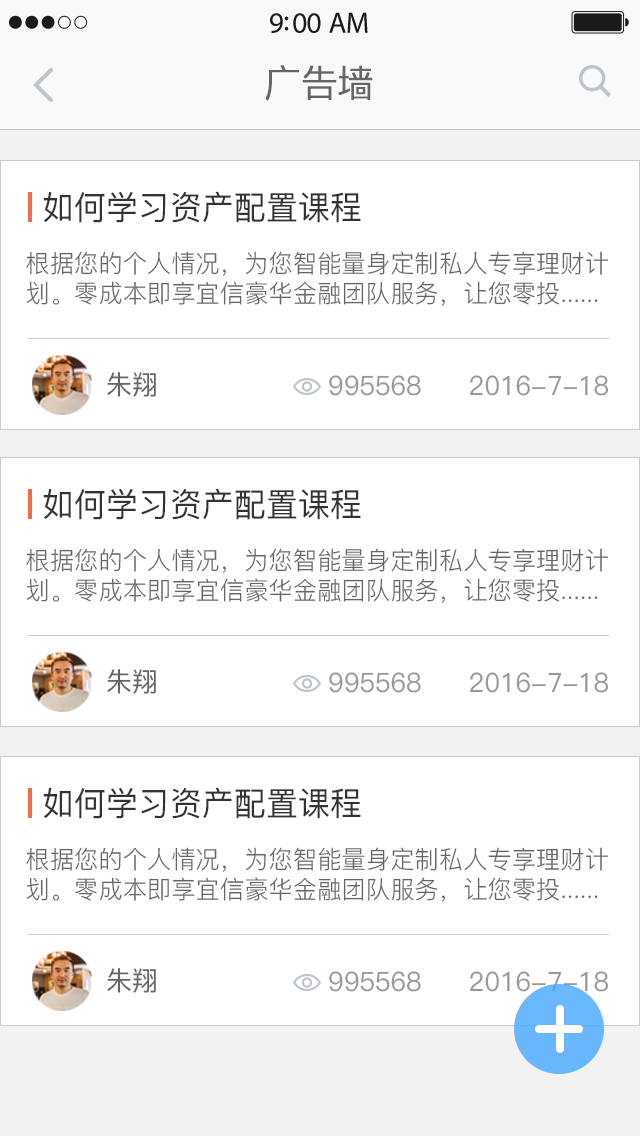 9:00 AM
广告墙
如何学习资产配置课程
根据您的个人情况，为您智能量身定制私人专享理财计
划。零成本即享宜信豪华金融团队服务，让您零投......
朱翔 995568 2016-7-18
如何学习资产配置课程
根据您的个人情况，为您智能量身定制私人专享理财计
划。零成本即享宜信豪华金融团队服务，让您零投......
朱翔 995568 2016-7-18
如何学习资产配置课程
根据您的个人情况，为您智能量身定制私人专享理财计
划。零成本即享宜信豪华金融团队服务，让您零投......
朱翔 995568 2016-7-18